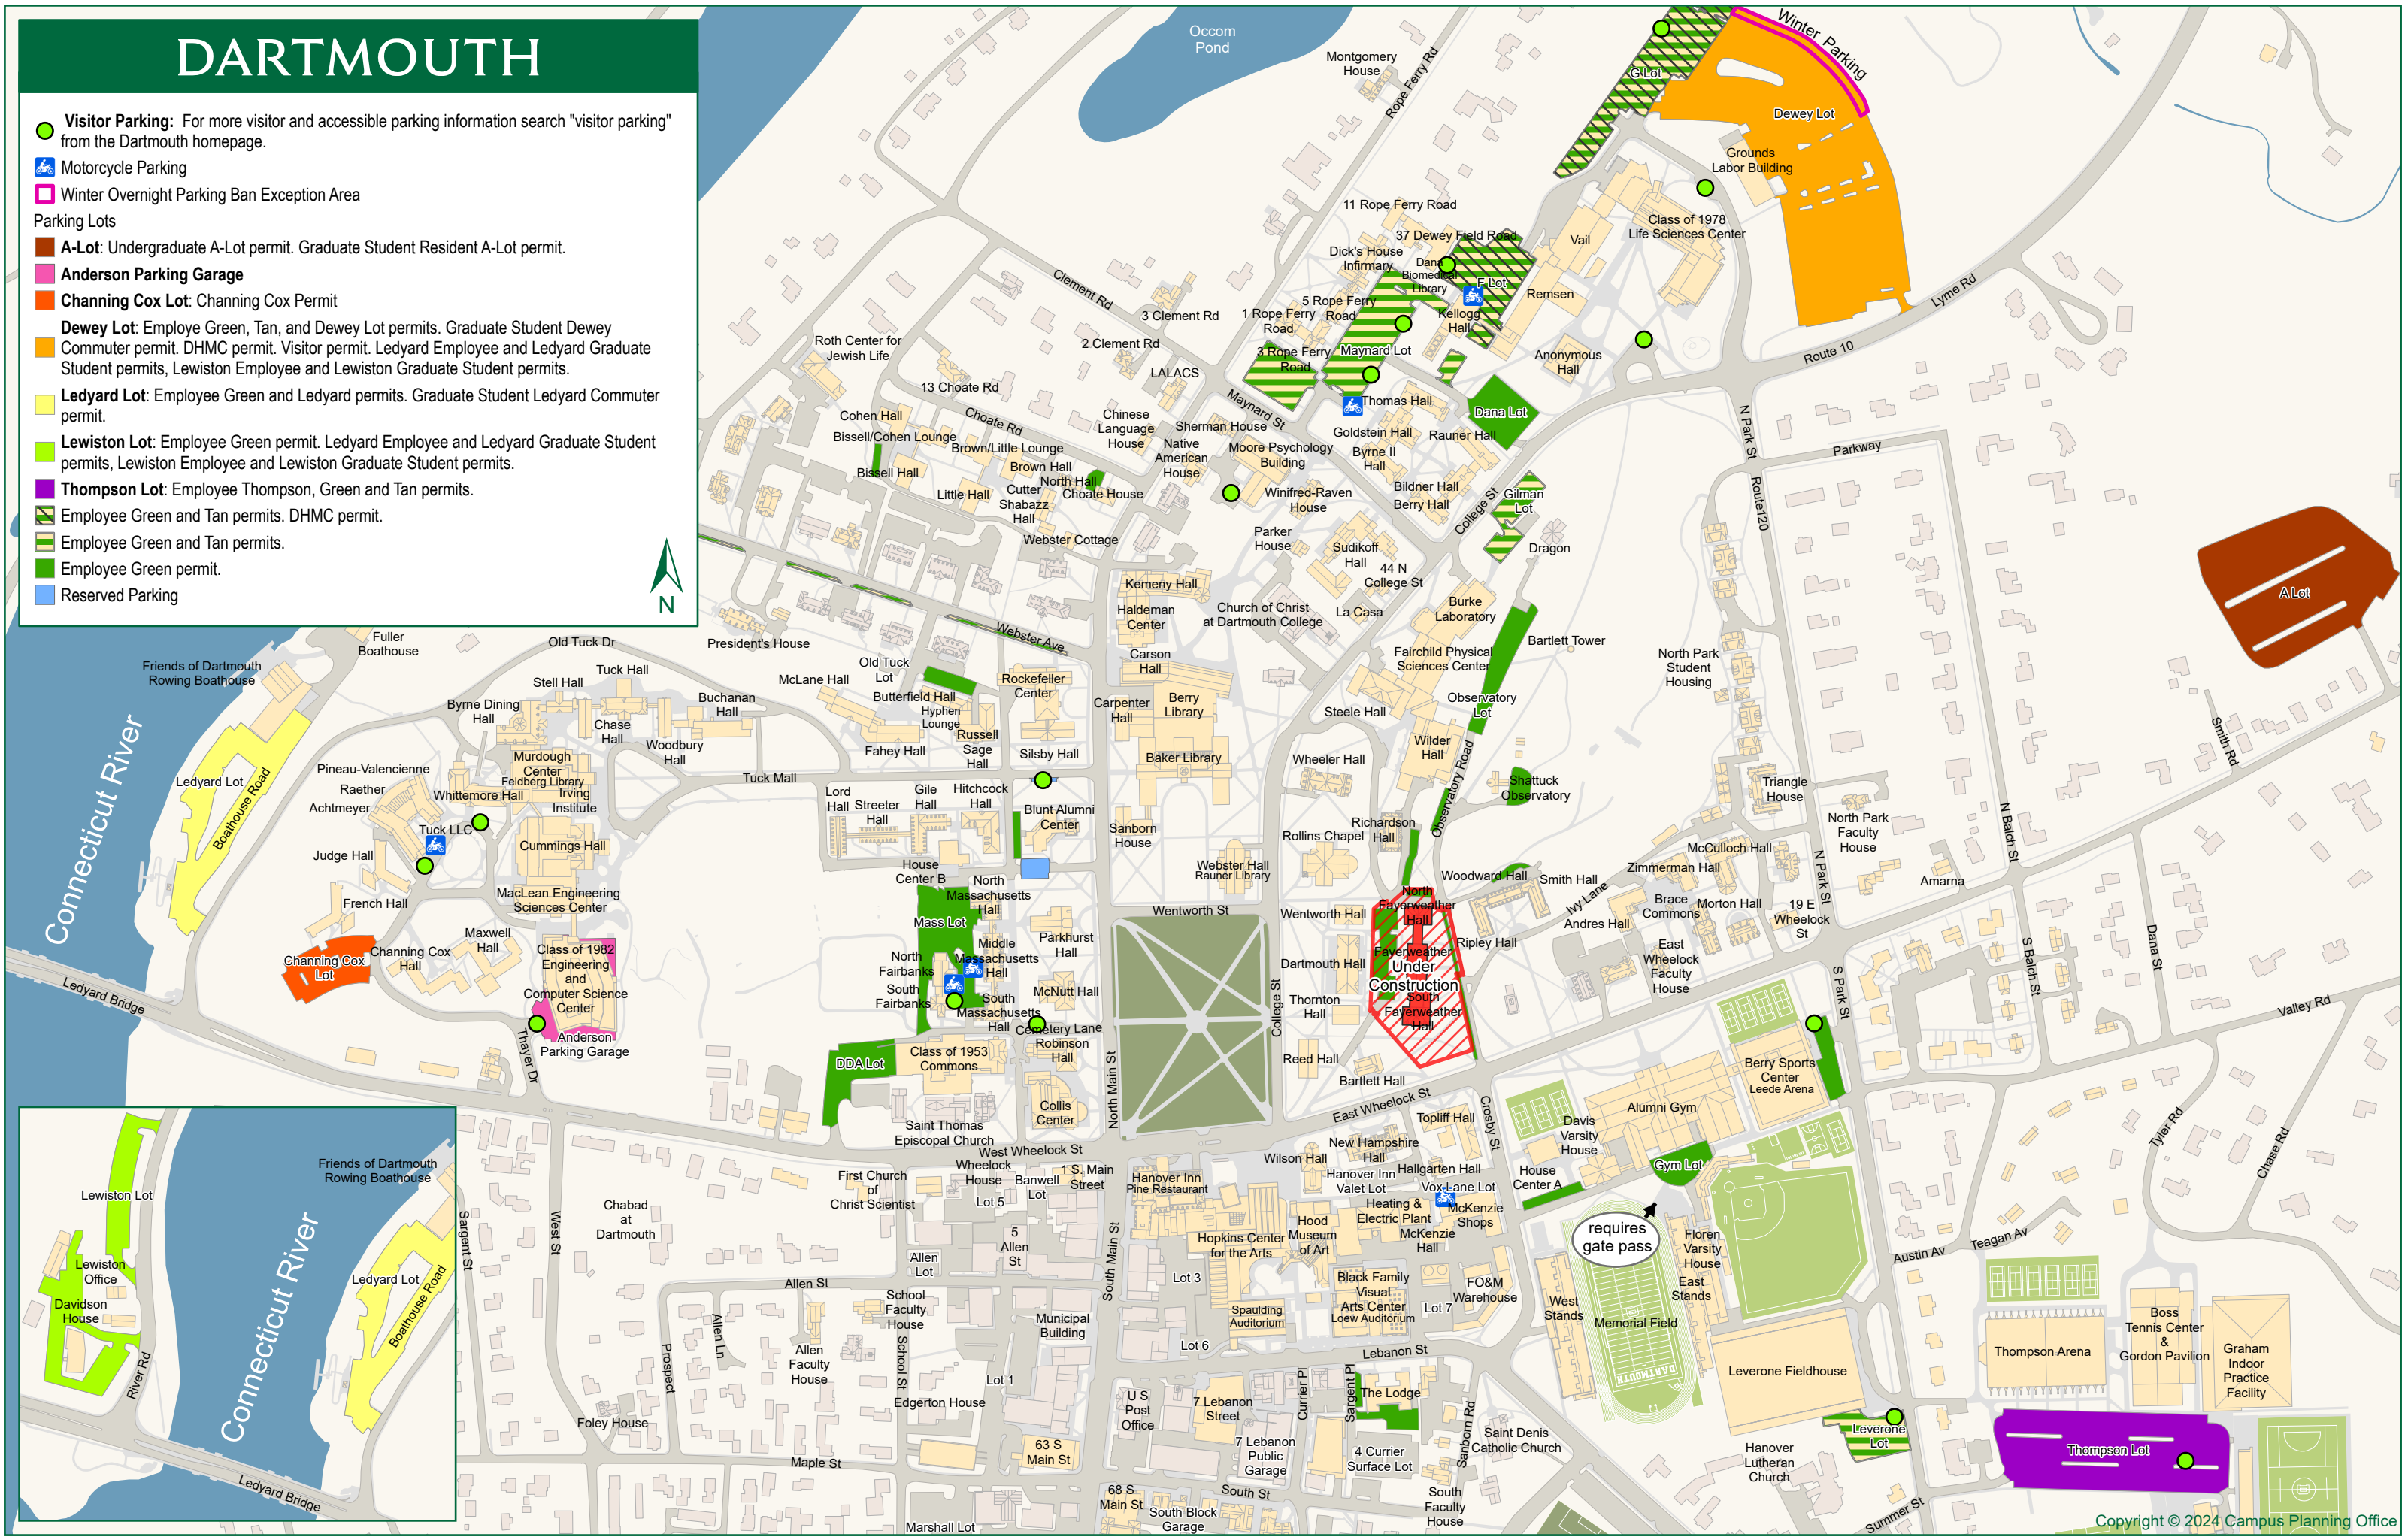 DARTMOUTH
Visitor Parking: For more visitor and accessible parking information search "visitor parking"
from the Dartmouth homepage.
Motorcycle Parking
Winter Overnight Parking Ban Exception Area
Parking Lots
A-Lot: Undergraduate A-Lot permit. Graduate Student Resident A-Lot permit.
Anderson Parking Garage
Channing Cox Lot: Channing Cox Permit
Dewey Lot: Employe Green, Tan, and Dewey Lot permits. Graduate Student Dewey
Commuter permit. DHMC permit. Visitor permit. Ledyard Employee and Ledyard Graduate
Student permits, Lewiston Employee and Lewiston Graduate Student permits.
Ledyard Lot: Employee Green and Ledyard permits. Graduate Student Ledyard Commuter
permit.
Lewiston Lot: Employee Green permit. Ledyard Employee and Ledyard Graduate Student
permits, Lewiston Employee and Lewiston Graduate Student permits.
Thompson Lot: Employee Thompson, Green and Tan permits.
Employee Green and Tan permits. DHMC permit.
Employee Green and Tan permits.
Employee Green permit.
Reserved Parking
N
Occom
Pond
Montgomery
House
Rope Ferry Rd
G Lot
Winter Parking
Dewey Lot
Grounds
Labor Building
11 Rope Ferry Road
37 Dewey Field Road
Dick's House
Infirmary
Dana
Biomedical
Library
F Lot
Vail
Class of 1978
Life Sciences Center
Remsen
5 Rope Ferry
Road
1 Rope Ferry
Road
3 Rope Ferry
Road
Kellogg
Hall
Maynard Lot
Anonymous
Hall
Lyme Rd
Route 10
Clement Rd
3 Clement Rd
2 Clement Rd
LALACS
Roth Center for
Jewish Life
13 Choate Rd
Choate Rd
Maynard St
Thomas Hall
Dana Lot
Cohen Hall
Bissell/Cohen Lounge
Brown/Little Lounge
Bissell Hall
Brown Hall
North Hall
Little Hall
Cutter
Shabazz
Hall
Choate House
Chinese
Language
House
Sherman House
Native
American
House
Moore Psychology
Building
Goldstein Hall
Rauner Hall
Byrne II
Hall
Bildner Hall
Berry Hall
Winifred-Raven
House
College St
Gilman
Lot
Dragon
N Park St
Parkway
Route120
A Lot
Webster Cottage
Parker
House
Sudikoff
Hall
44 N
College St
Kemeny Hall
Haldeman
Center
Church of Christ
at Dartmouth College
La Casa
Burke
Laboratory
Bartlett Tower
Fairchild Physical
Sciences Center
Observatory
Lot
North Park
Student
Housing
Carson
Hall
Webster Ave
President's House
Old Tuck Dr
Fuller
Boathouse
Friends of Dartmouth
Rowing Boathouse
Tuck Hall
Stell Hall
Byrne Dining
Hall
Chase
Hall
Buchanan
Hall
Woodbury
Hall
McLane Hall
Old Tuck
Lot
Butterfield Hall
Hyphen
Lounge
Russell
Sage
Hall
Fahey Hall
Rockefeller
Center
Silsby Hall
Carpenter
Hall
Berry
Library
Baker Library
Steele Hall
Wilder
Hall
Wheeler Hall
Observatory Road
Shattuck
Observatory
Triangle
House
Smith Rd
Connecticut River
Ledyard Lot
Boathouse Road
Pineau-Valencienne
Raether
Achtmeyer
Murdough
Center
Feldberg Library
Whittemore Hall
Irving
Institute
Tuck LLC
Judge Hall
Cummings Hall
Tuck Mall
Lord
Hall
Streeter
Hall
Gile
Hall
Hitchcock
Hall
Blunt Alumni
Center
Sanborn
House
Rollins Chapel
Richardson
Hall
Webster Hall
Rauner Library
North Park
Faculty
House
N Balch St
Amarna
McCulloch Hall
Zimmerman Hall
N Park St
MacLean Engineering
Sciences Center
French Hall
House
Center B
North
Massachusetts
Hall
Mass Lot
Wentworth St
Wentworth Hall
North
Fayerweather
Hall
Woodward Hall
Smith Hall
Ivy Lane
Andres Hall
Brace
Commons
Morton Hall
19 E
Wheelock
St
Channing Cox
Lot
Channing Cox
Hall
Maxwell
Hall
Class of 1982
Engineering
and
Computer Science
Center
North
Fairbanks
South
Fairbanks
Middle
Massachusetts
Hall
Parkhurst
Hall
McNutt Hall
South
Massachusetts
Hall
Dartmouth Hall
Thornton
Hall
Fayerweather
Under
Construction
South
Fayerweather
Hall
Ripley Hall
East
Wheelock
Faculty
House
S Park St
S Balch St
Dana St
Valley Rd
Ledyard Bridge
Thayer Dr
Anderson
Parking Garage
Cemetery Lane
Robinson
Hall
DDA Lot
Class of 1953
Commons
Collis
Center
Saint Thomas
Episcopal Church
North Main St
College St
Reed Hall
Bartlett Hall
East Wheelock St
Topliff Hall
Crosby St
Davis
Varsity
House
Alumni Gym
Berry Sports
Center
Leede Arena
Tyler Rd
Chase Rd
West Wheelock St
Wheelock
House
1 S. Main
Street
Banwell
Lot
Lot 5
First Church
of
Christ Scientist
Chabad
at
Dartmouth
Hanover Inn
Pine Restaurant
Wilson Hall
New Hampshire
Hall
Hanover Inn
Valet Lot
Hallgarten Hall
Vox Lane Lot
Heating &
Electric Plant
McKenzie
Shops
McKenzie
Hall
House
Center A
Gym Lot
requires
gate pass
Floren
Varsity
House
East
Stands
Hopkins Center
for the Arts
Hood
Museum
of Art
Black Family
Visual
Arts Center
Loew Auditorium
FO&M
Warehouse
Lot 7
West
Stands
Memorial Field
DARTMOUTH
Austin Av
Teagan Av
Sargent St
West St
Allen St
Allen
Lot
5
Allen
St
School
Faculty
House
Lot 3
South Main St
Municipal
Building
Spaulding
Auditorium
Lot 6
Lebanon St
Leverone Fieldhouse
Thompson Arena
Boss
Tennis Center
&
Gordon Pavilion
Graham
Indoor
Practice
Facility
Prospect
Allen Ln
Allen
Faculty
House
School St
Lot 1
Edgerton House
Foley House
Maple St
63 S
Main St
U S
Post
Office
7 Lebanon
Street
Currier Pl
Sargent Pl
The Lodge
Sanborn Rd
Saint Denis
Catholic Church
7 Lebanon
Public
Garage
4 Currier
Surface Lot
Hanover
Lutheran
Church
Leverone
Lot
Thompson Lot
68 S
Main St
South Block
Garage
South St
South
Faculty
House
Marshall Lot
Summer St
Lewiston Lot
Lewiston
Office
Davidson
House
River Rd
Friends of Dartmouth
Rowing Boathouse
Ledyard Lot
Boathouse Road
Connecticut River
Ledyard Bridge
Copyright © 2024 Campus Planning Office